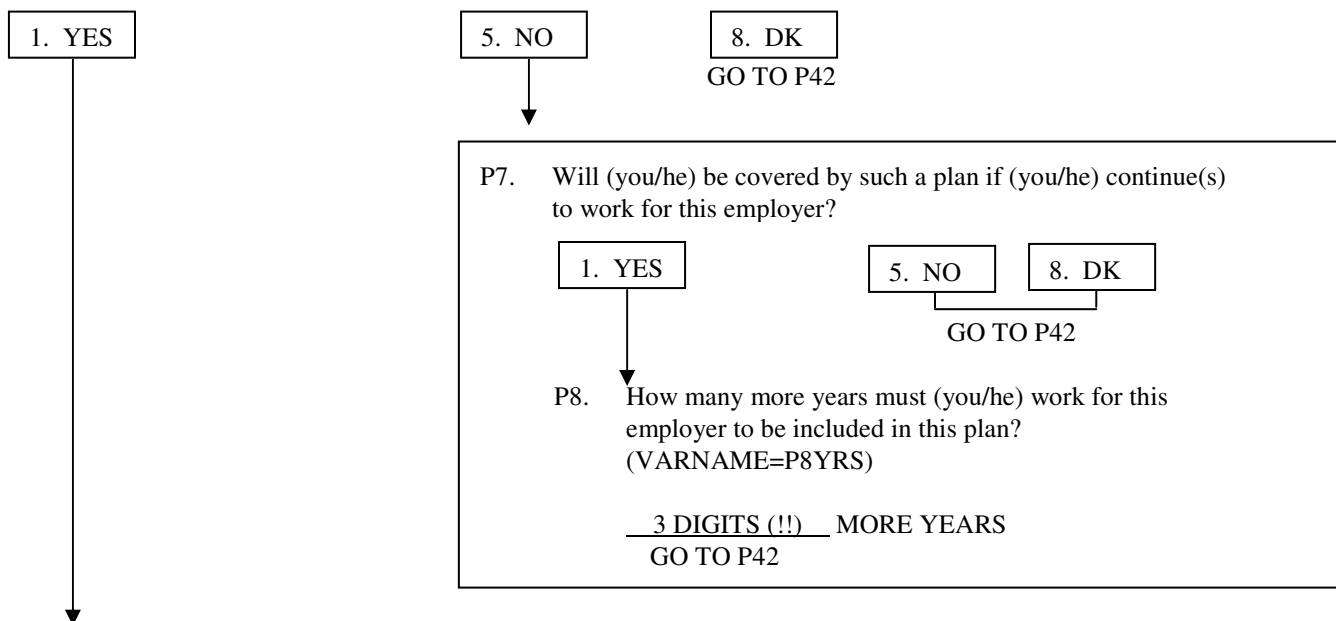 1. YES 5. NO 8. DK
GO TO P42
P7. Will (you/he) be covered by such a plan if (you/he) continue(s)
to work for this employer?
1. YES 5. NO 8. DK
GO TO P42
P8. How many more years must (you/he) work for this
employer to be included in this plan?
(VARNAME=P8YRS)
3 DIGITS (!!) MORE YEARS
GO TO P42